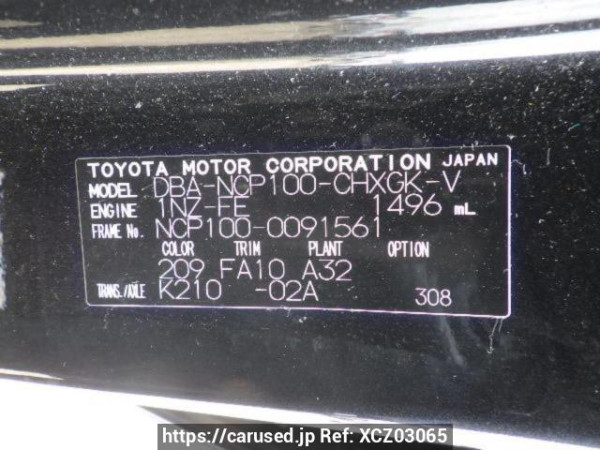 TOYOTA MOTOR CORPORATION JAPAN
MODEL DBA-NCP100-CHXGK-V
ENGINE 1NZ-FE 1496 mL
FRAME No. NCP100-0091561
COLOR TRIM PLANT OPTION
209 FA10 A32
TRANS./AXLE K210 -02A 308
https://carused.jp Ref: XCZ03065